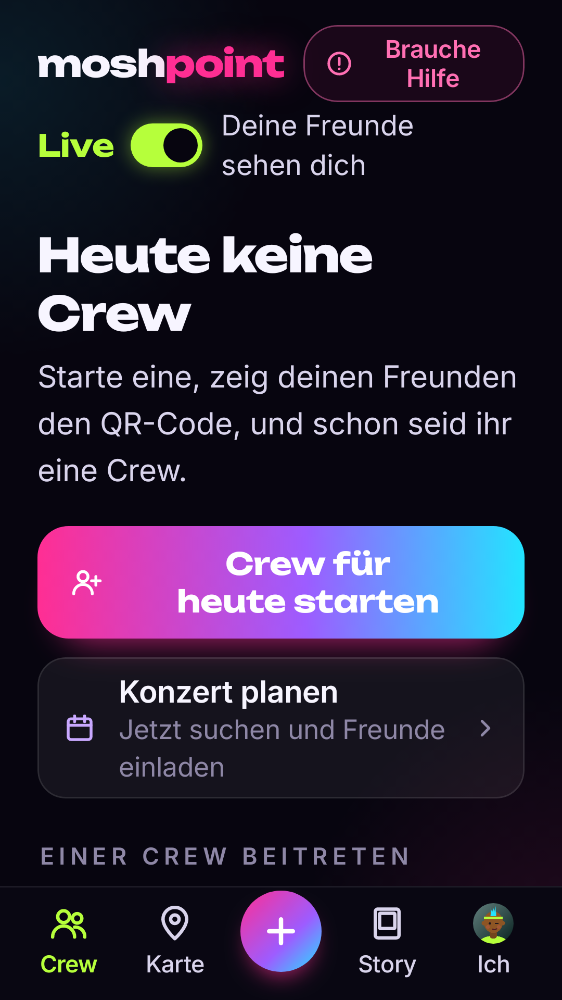 moshpoint
Brauche
Hilfe
Live
Deine Freunde
sehen dich
Heute keine
Crew
Starte eine, zeig deinen Freunden
den QR-Code, und schon seid ihr
eine Crew.
Crew für
heute starten
Konzert planen
Jetzt suchen und Freunde
einladen
EINER CREW BEITRETEN
Crew
Karte
Story
Ich